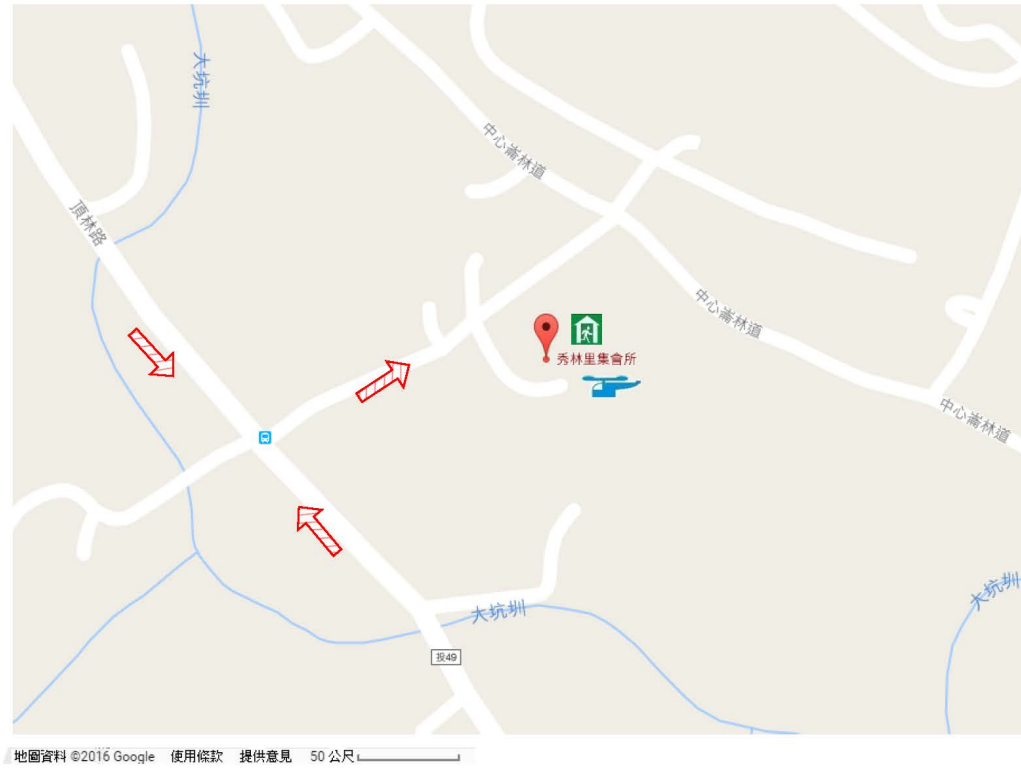 大坑圳
中心崙林道
頂林路
中心崙林道
秀林里集會所
中心崙林道
大坑圳
大坑圳
投49
地圖資料 ©2016 Google 使用條款 提供意見 50 公尺